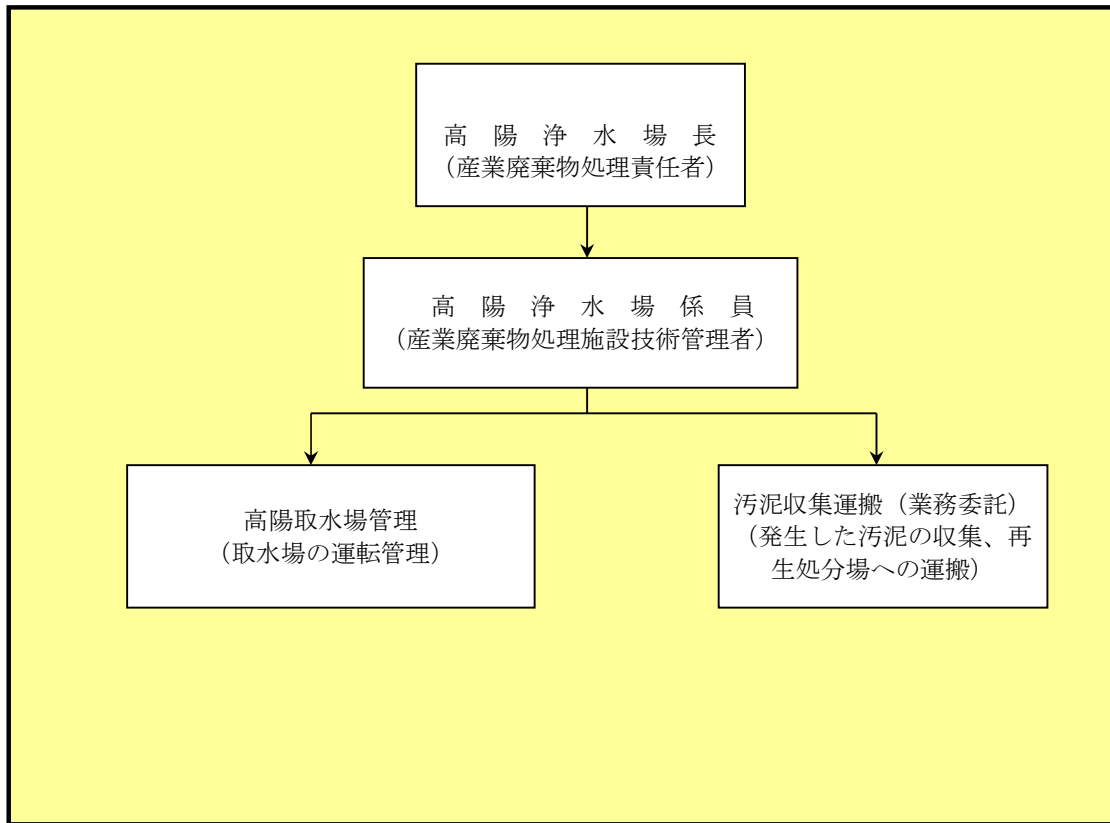 高　陽　浄　水　場　長
（産業廃棄物処理責任者）
高　陽　浄　水　場　係　員
（産業廃棄物処理施設技術管理者）
高陽取水場管理
（取水場の運転管理）
汚泥収集運搬（業務委託）
（発生した汚泥の収集、再
生処分場への運搬）